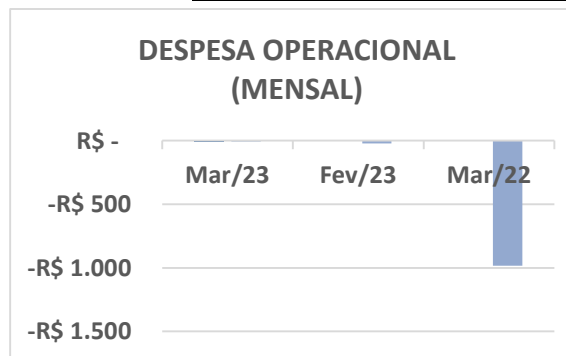 DESPESA OPERACIONAL
(MENSAL)
R$ -
Mar/23 Fev/23 Mar/22
-R$ 500
-R$ 1.000
-R$ 1.500